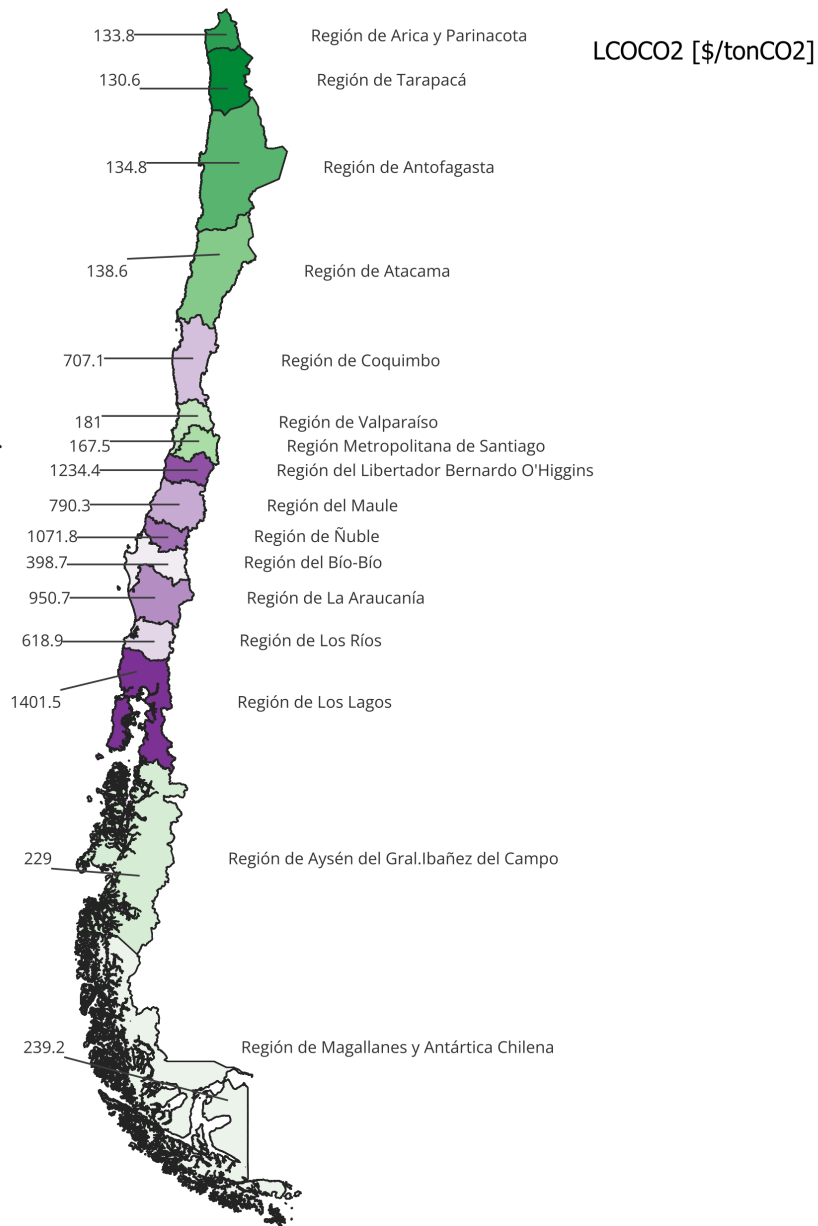 LCOCO2 [$/tonCO2]
133.8 Región de Arica y Parinacota
130.6 Región de Tarapacá
134.8 Región de Antofagasta
138.6 Región de Atacama
707.1 Región de Coquimbo
181 Región de Valparaíso
167.5 Región Metropolitana de Santiago
1234.4 Región del Libertador Bernardo O'Higgins
790.3 Región del Maule
1071.8 Región de Ñuble
398.7 Región del Bío-Bío
950.7 Región de La Araucanía
618.9 Región de Los Ríos
1401.5 Región de Los Lagos
229 Región de Aysén del Gral.Ibañez del Campo
239.2 Región de Magallanes y Antártica Chilena